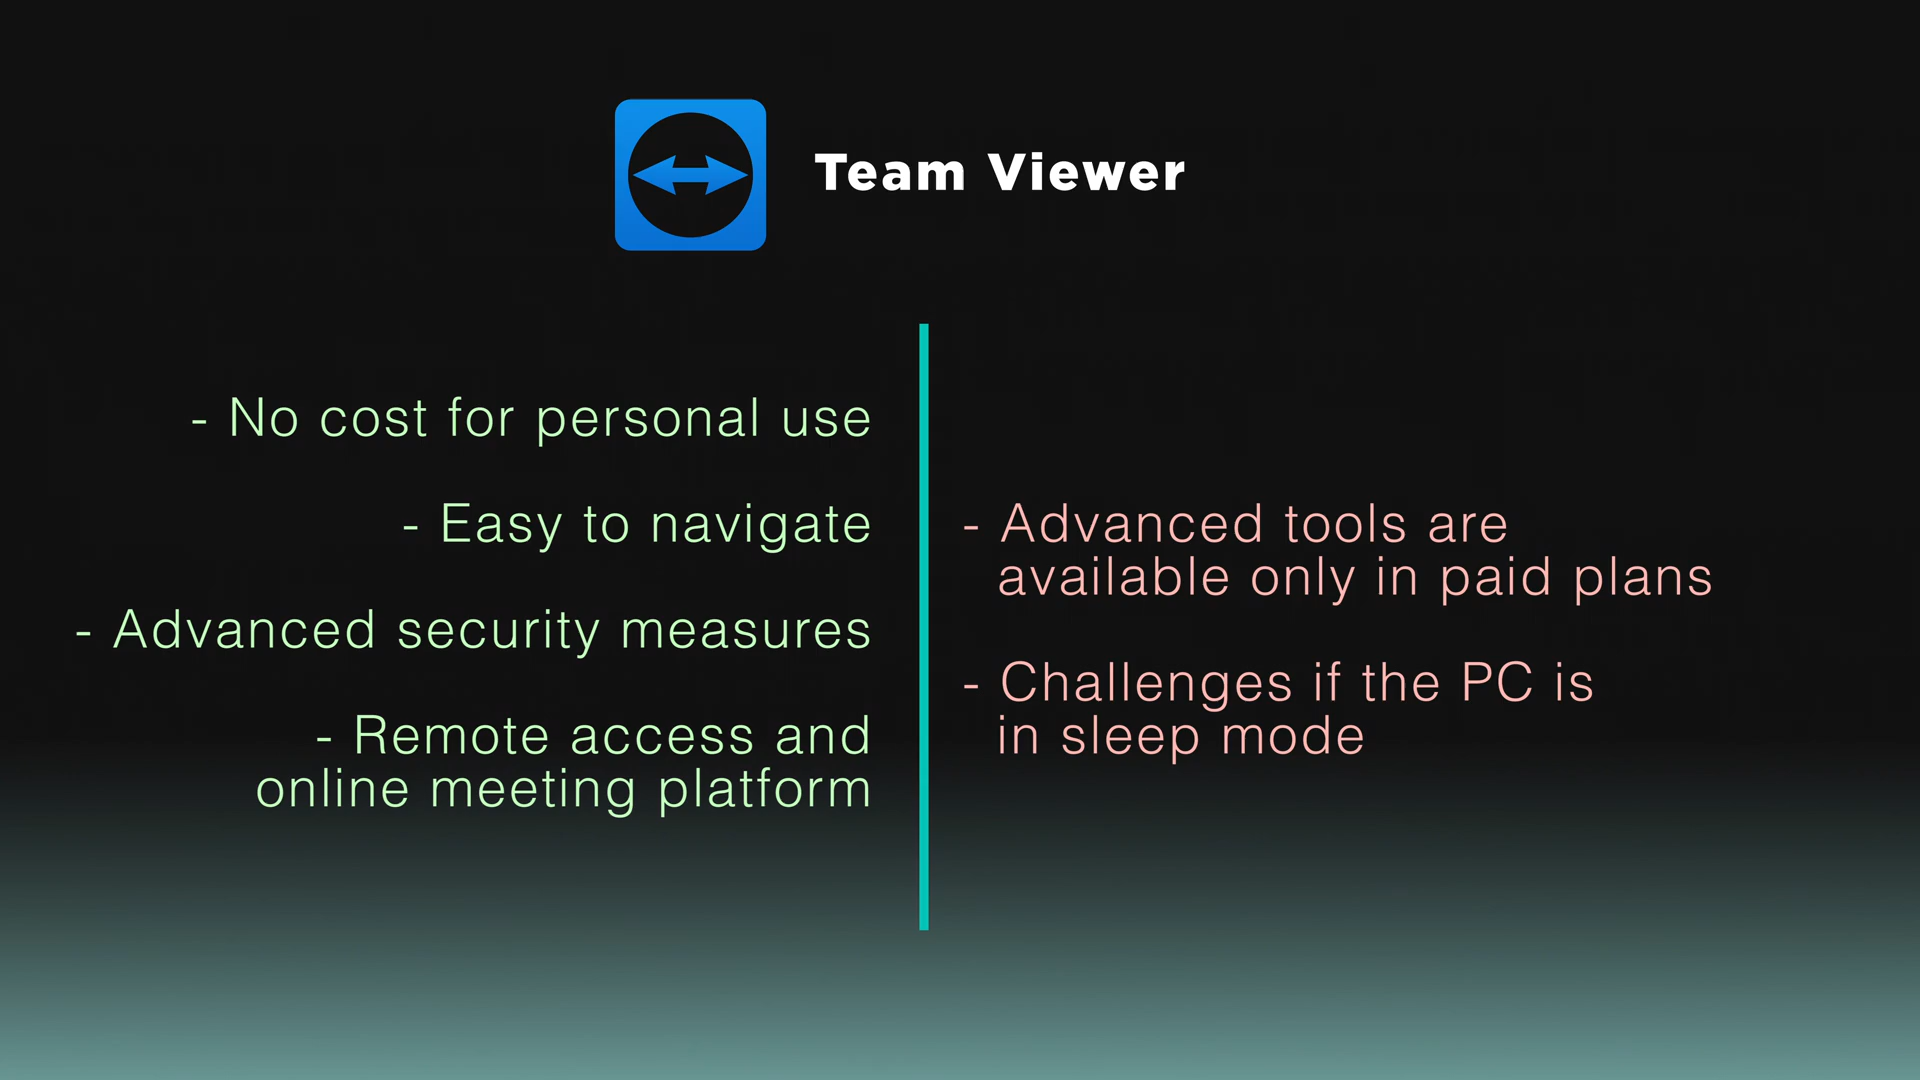 Team Viewer
- No cost for personal use
- Easy to navigate
- Advanced security measures
- Remote access and
online meeting platform
- Advanced tools are
available only in paid plans
- Challenges if the PC is
in sleep mode